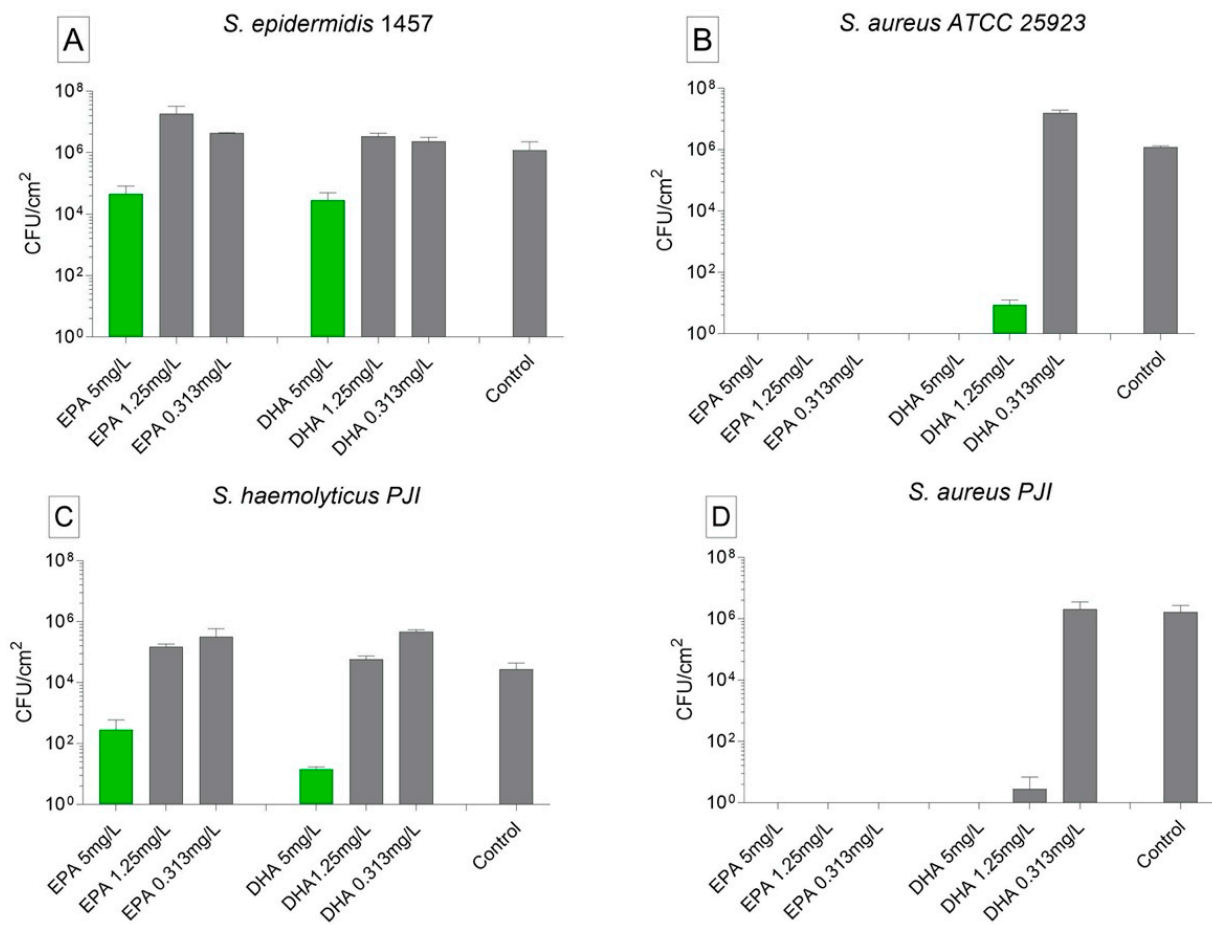 A
S. epidermidis 1457
CFU/cm²
10⁸
10⁶
10⁴
10²
10⁰
EPA 5mg/L
EPA 1.25mg/L
EPA 0.313mg/L
DHA 5mg/L
DHA 1.25mg/L
DHA 0.313mg/L
Control
B
S. aureus ATCC 25923
CFU/cm²
10⁸
10⁶
10⁴
10²
10⁰
EPA 5mg/L
EPA 1.25mg/L
EPA 0.313mg/L
DHA 5mg/L
DHA 1.25mg/L
DHA 0.313mg/L
Control
C
S. haemolyticus PJI
CFU/cm²
10⁸
10⁶
10⁴
10²
10⁰
EPA 5mg/L
EPA 1.25mg/L
EPA 0.313mg/L
DHA 5mg/L
DHA1.25mg/L
DHA 0.313mg/L
Control
D
S. aureus PJI
CFU/cm²
10⁸
10⁶
10⁴
10²
10⁰
EPA 5mg/L
EPA 1.25mg/L
EPA 0.313mg/L
DHA 5mg/L
DHA 1.25mg/L
DHA 0.313mg/L
Control